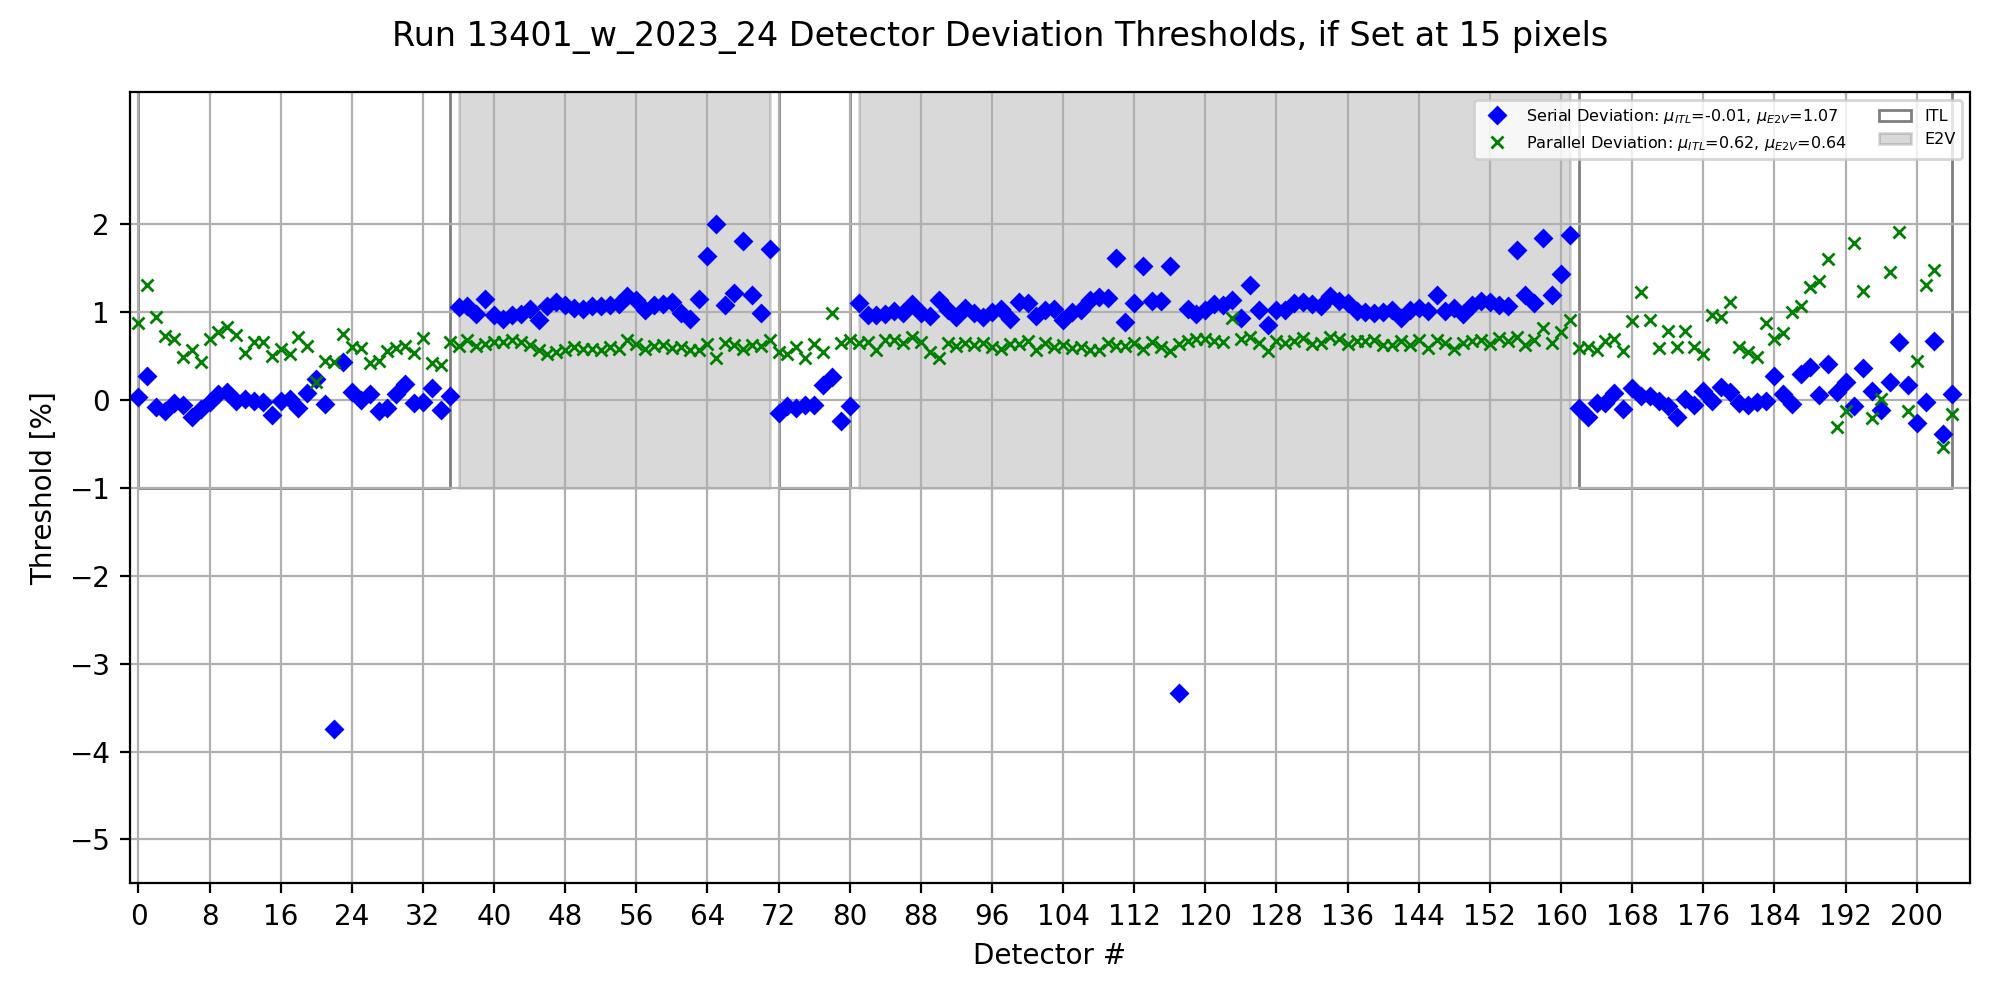 Run 13401_w_2023_24 Detector Deviation Thresholds, if Set at 15 pixels
Serial Deviation: μITL=-0.01, μE2V=1.07
Parallel Deviation: μITL=0.62, μE2V=0.64
ITL
E2V
2
1
0
−1
−2
−3
−4
−5
Threshold [%]
0 8 16 24 32 40 48 56 64 72 80 88 96 104 112 120 128 136 144 152 160 168 176 184 192 200
Detector #